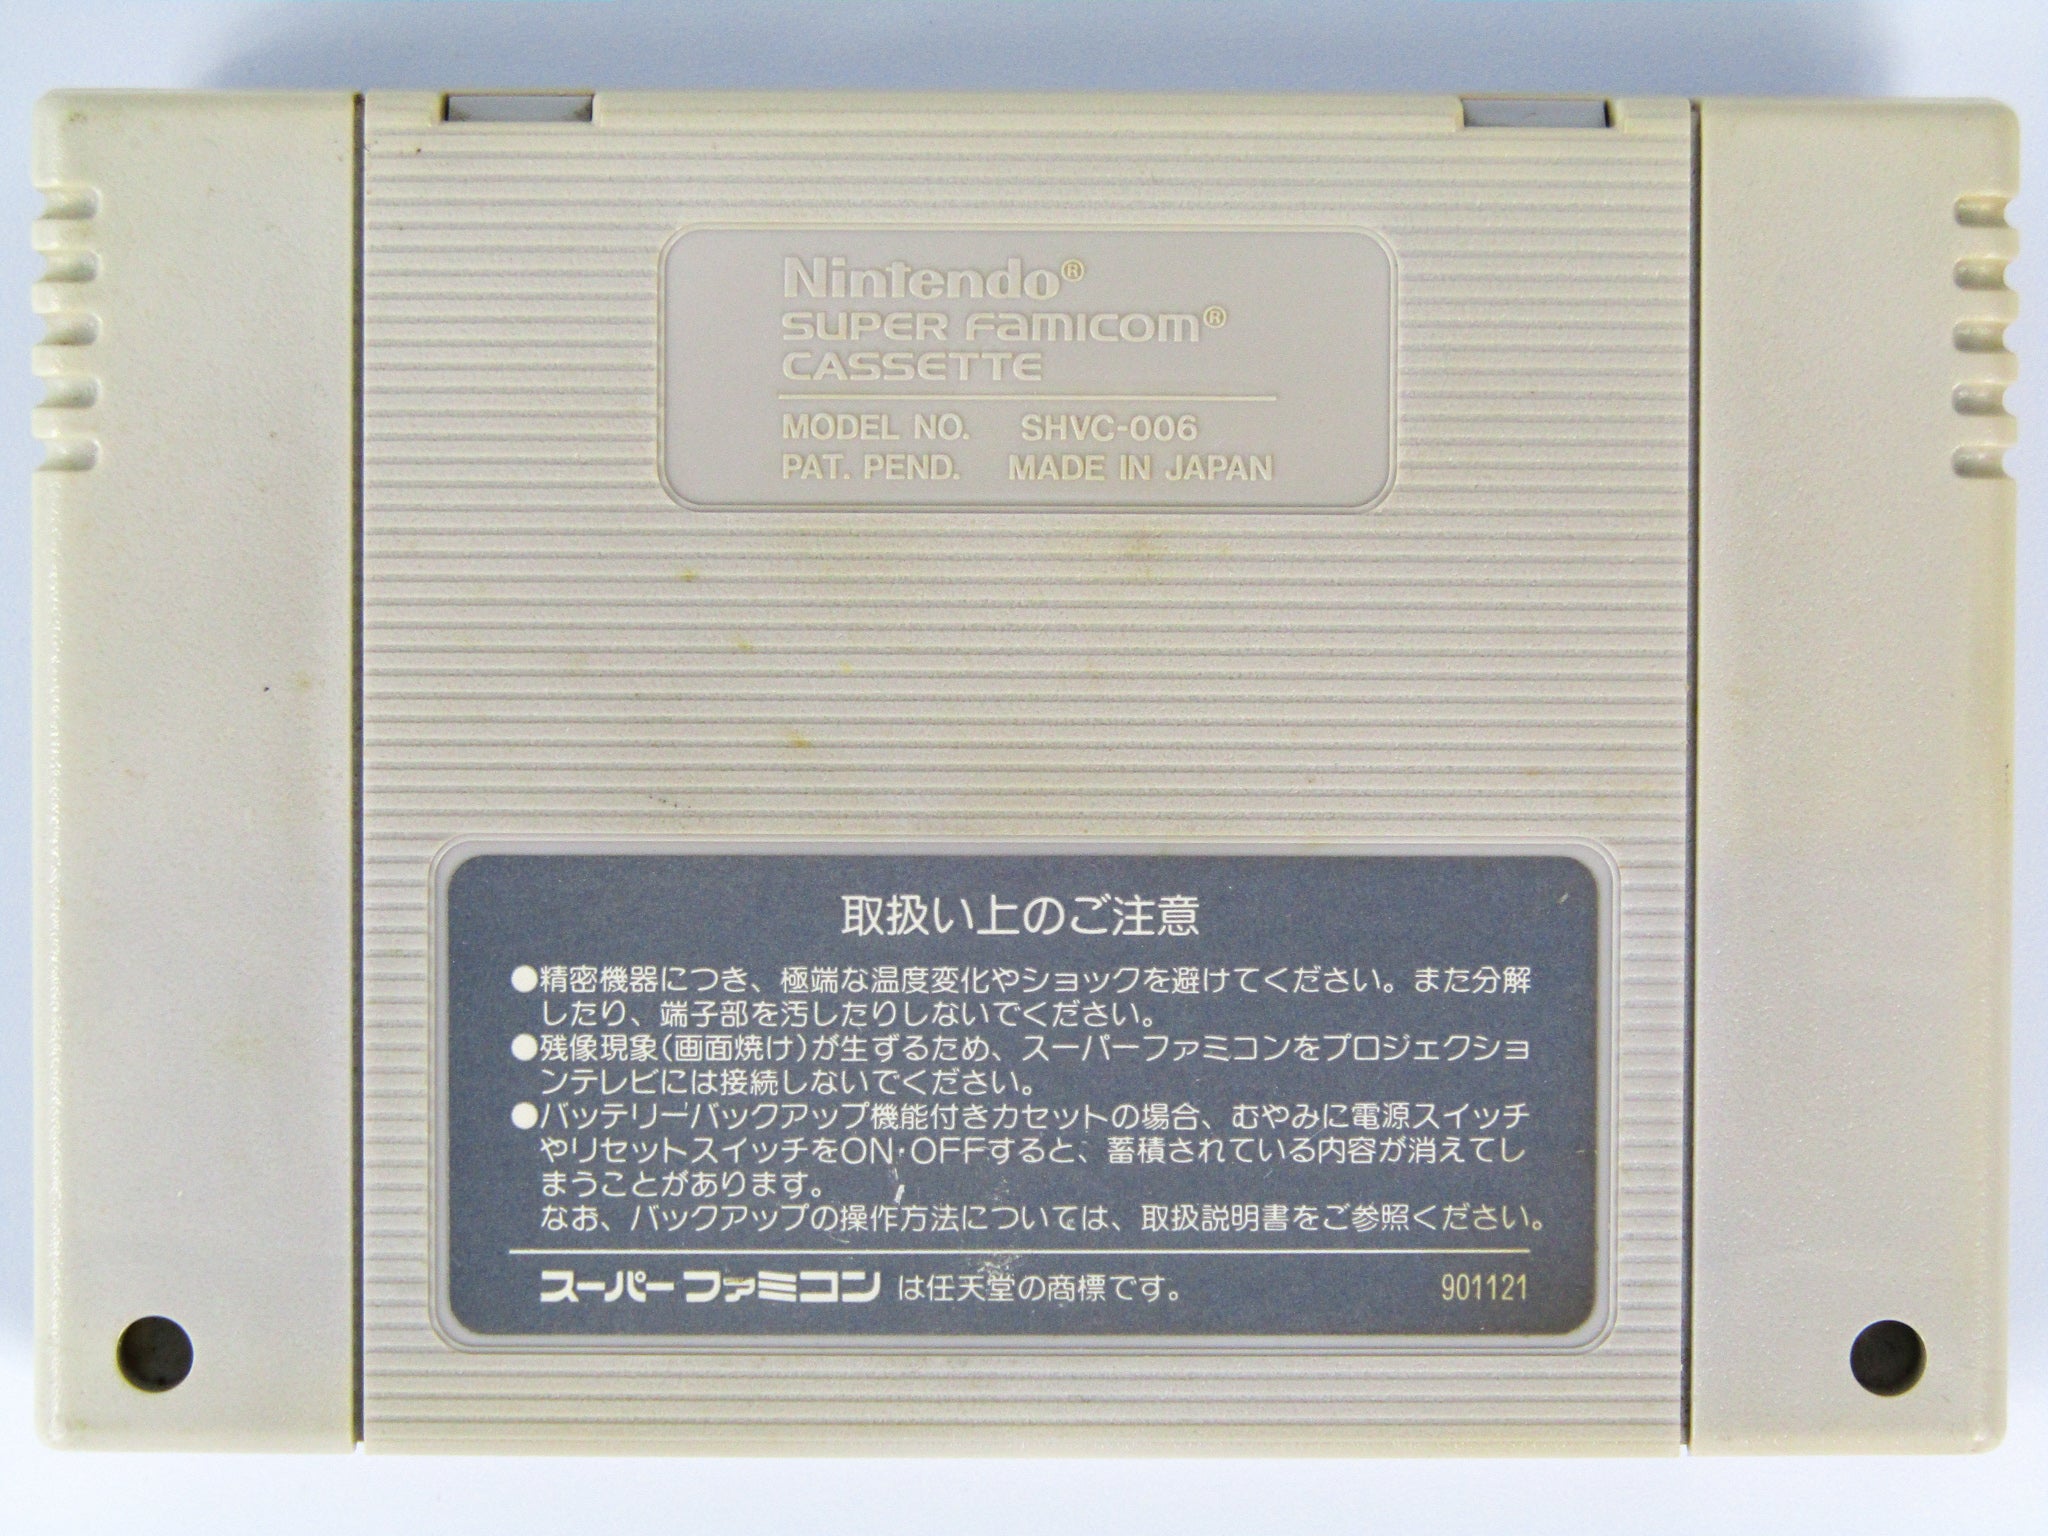 Nintendo®
SUPER FAMICOM®
CASSETTE
MODEL NO. SHVC-006
PAT. PEND. MADE IN JAPAN
取扱い上のご注意
●精密機器につき、極端な温度変化やショックを避けてください。また分解
したり、端子部を汚したりしないでください。
●残像現象(画面焼け)が生ずるため、スーパーファミコンをプロジェクショ
ンテレビには接続しないでください。
●バッテリーバックアップ機能付きカセットの場合、むやみに電源スイッチ
やリセットスイッチをON・OFFすると、蓄積されている内容が消えてし
まうことがあります。
なお、バックアップの操作方法については、取扱説明書をご参照ください。
スーパーファミコン は任天堂の商標です。 901121